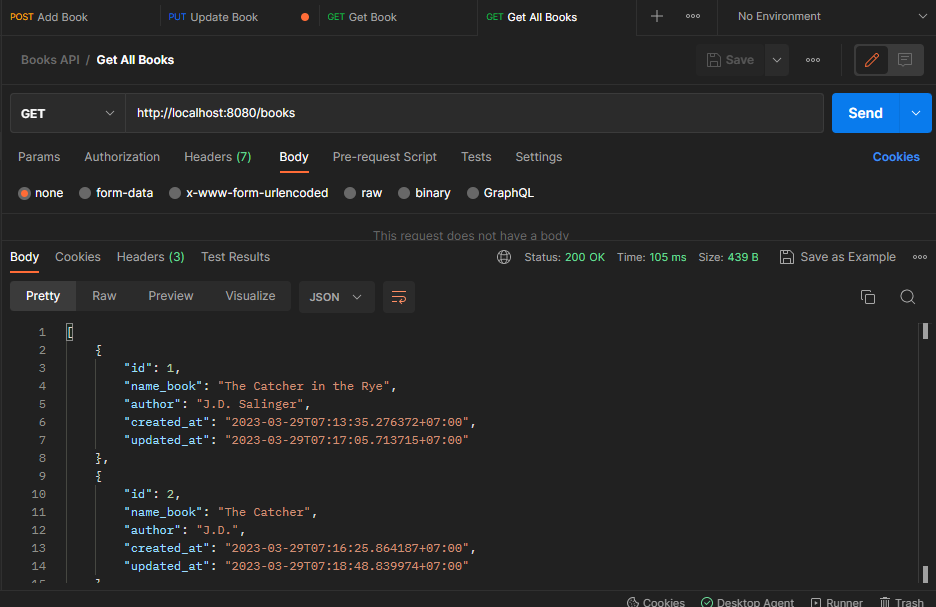 POST Add Book PUT Update Book GET Get Book GET Get All Books No Environment
Books API / Get All Books Save
GET http://localhost:8080/books Send
Params Authorization Headers (7) Body Pre-request Script Tests Settings Cookies
none form-data x-www-form-urlencoded raw binary GraphQL
This request does not have a body
Body Cookies Headers (3) Test Results Status: 200 OK Time: 105 ms Size: 439 B Save as Example
Pretty Raw Preview Visualize JSON
1 [
2 {
3 "id": 1,
4 "name_book": "The Catcher in the Rye",
5 "author": "J.D. Salinger",
6 "created_at": "2023-03-29T07:13:35.276372+07:00",
7 "updated_at": "2023-03-29T07:17:05.713715+07:00"
8 },
9 {
10 "id": 2,
11 "name_book": "The Catcher",
12 "author": "J.D.",
13 "created_at": "2023-03-29T07:16:25.864187+07:00",
14 "updated_at": "2023-03-29T07:18:48.839974+07:00"
15 }
Cookies Desktop Agent Runner Trash